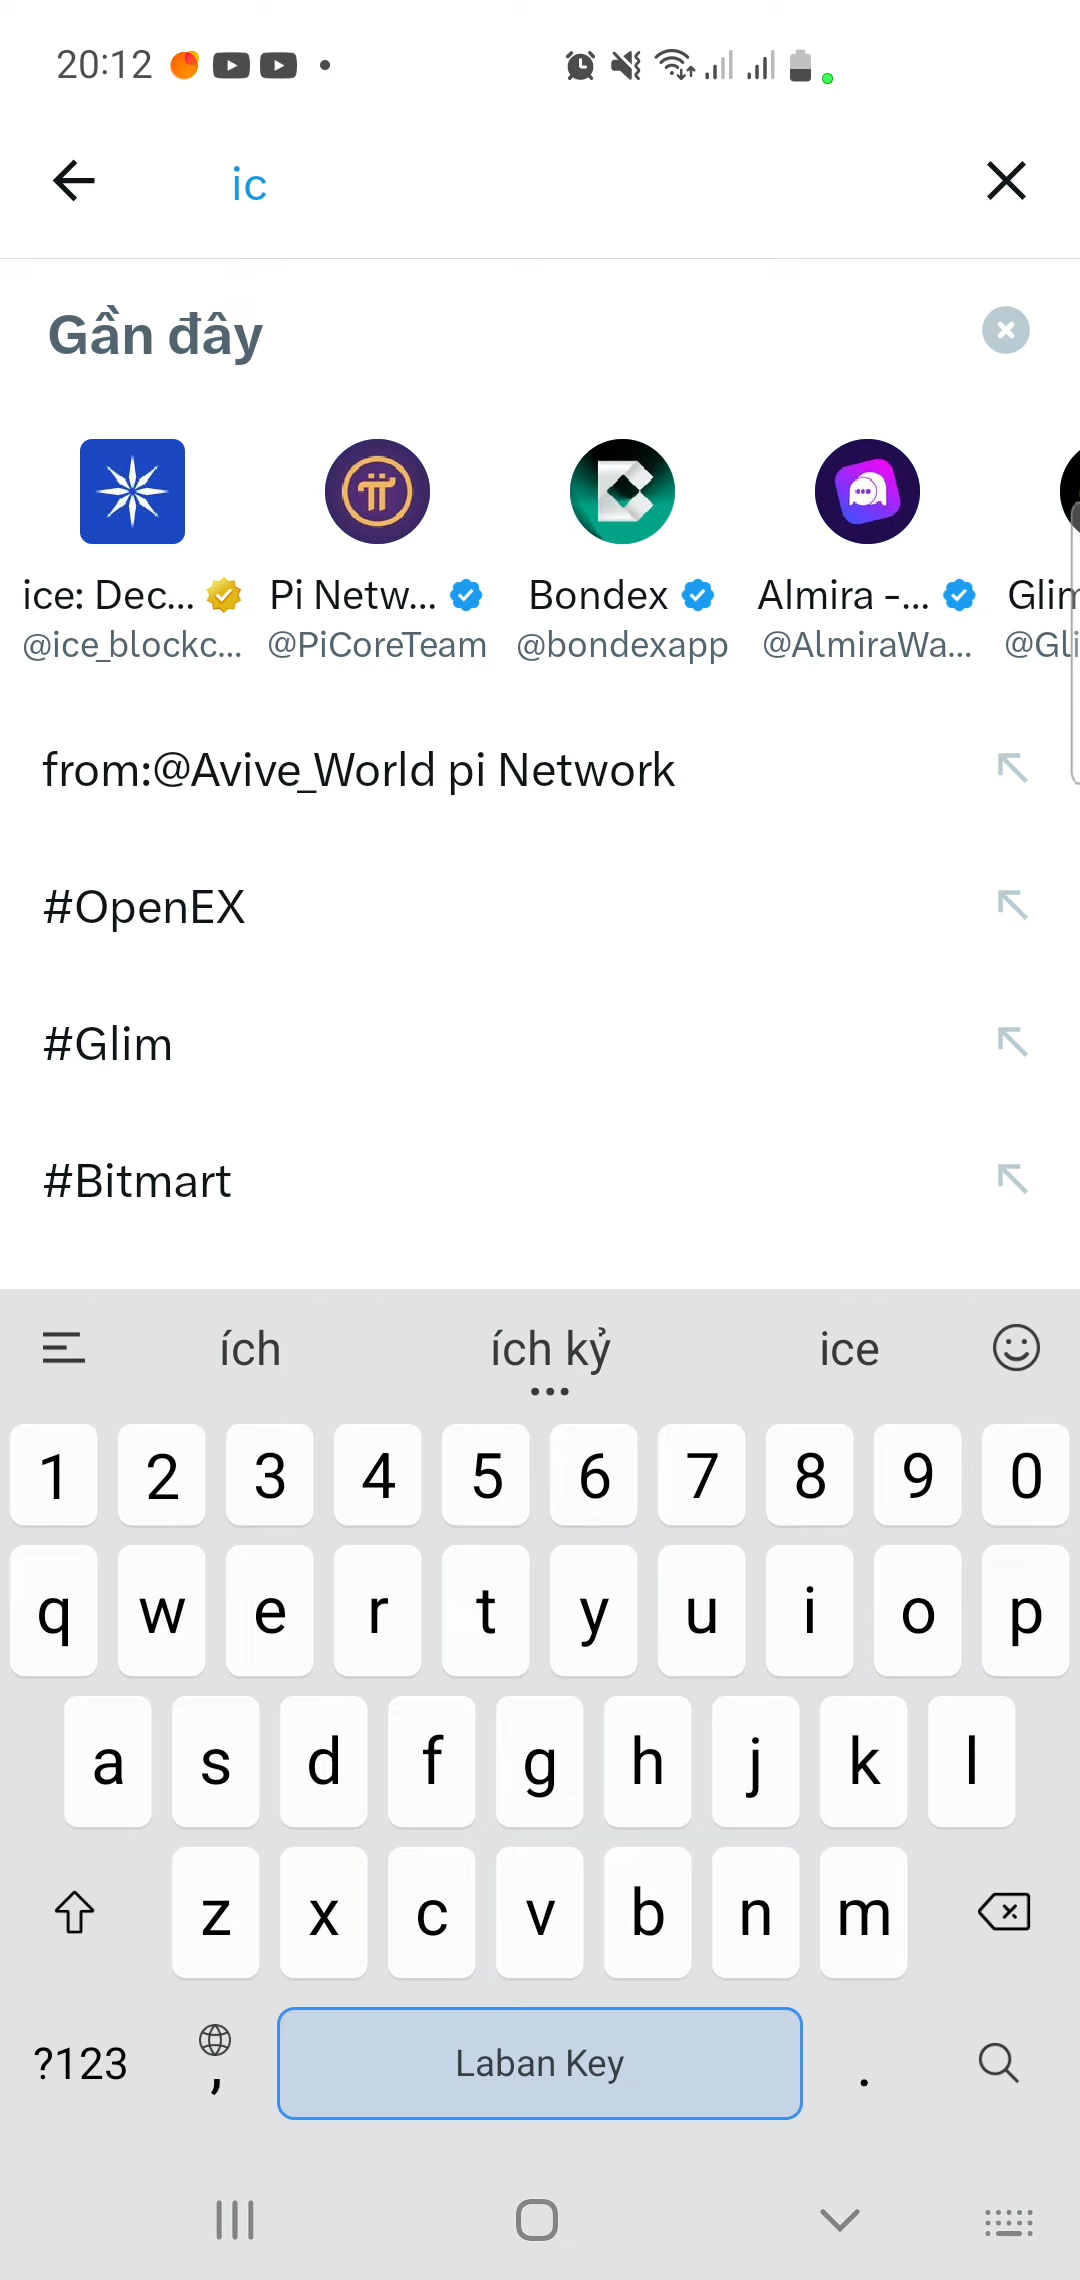 20:12
ic
Gần đây
ice: Dec... Pi Netw... Bondex Almira -... Glim
@ice_blockc... @PiCoreTeam @bondexapp @AlmiraWa... @Gli
from:@Avive_World pi Network
#OpenEX
#Glim
#Bitmart
ích ích kỷ ice
1 2 3 4 5 6 7 8 9 0
q w e r t y u i o p
a s d f g h j k l
z x c v b n m
?123 , Laban Key .